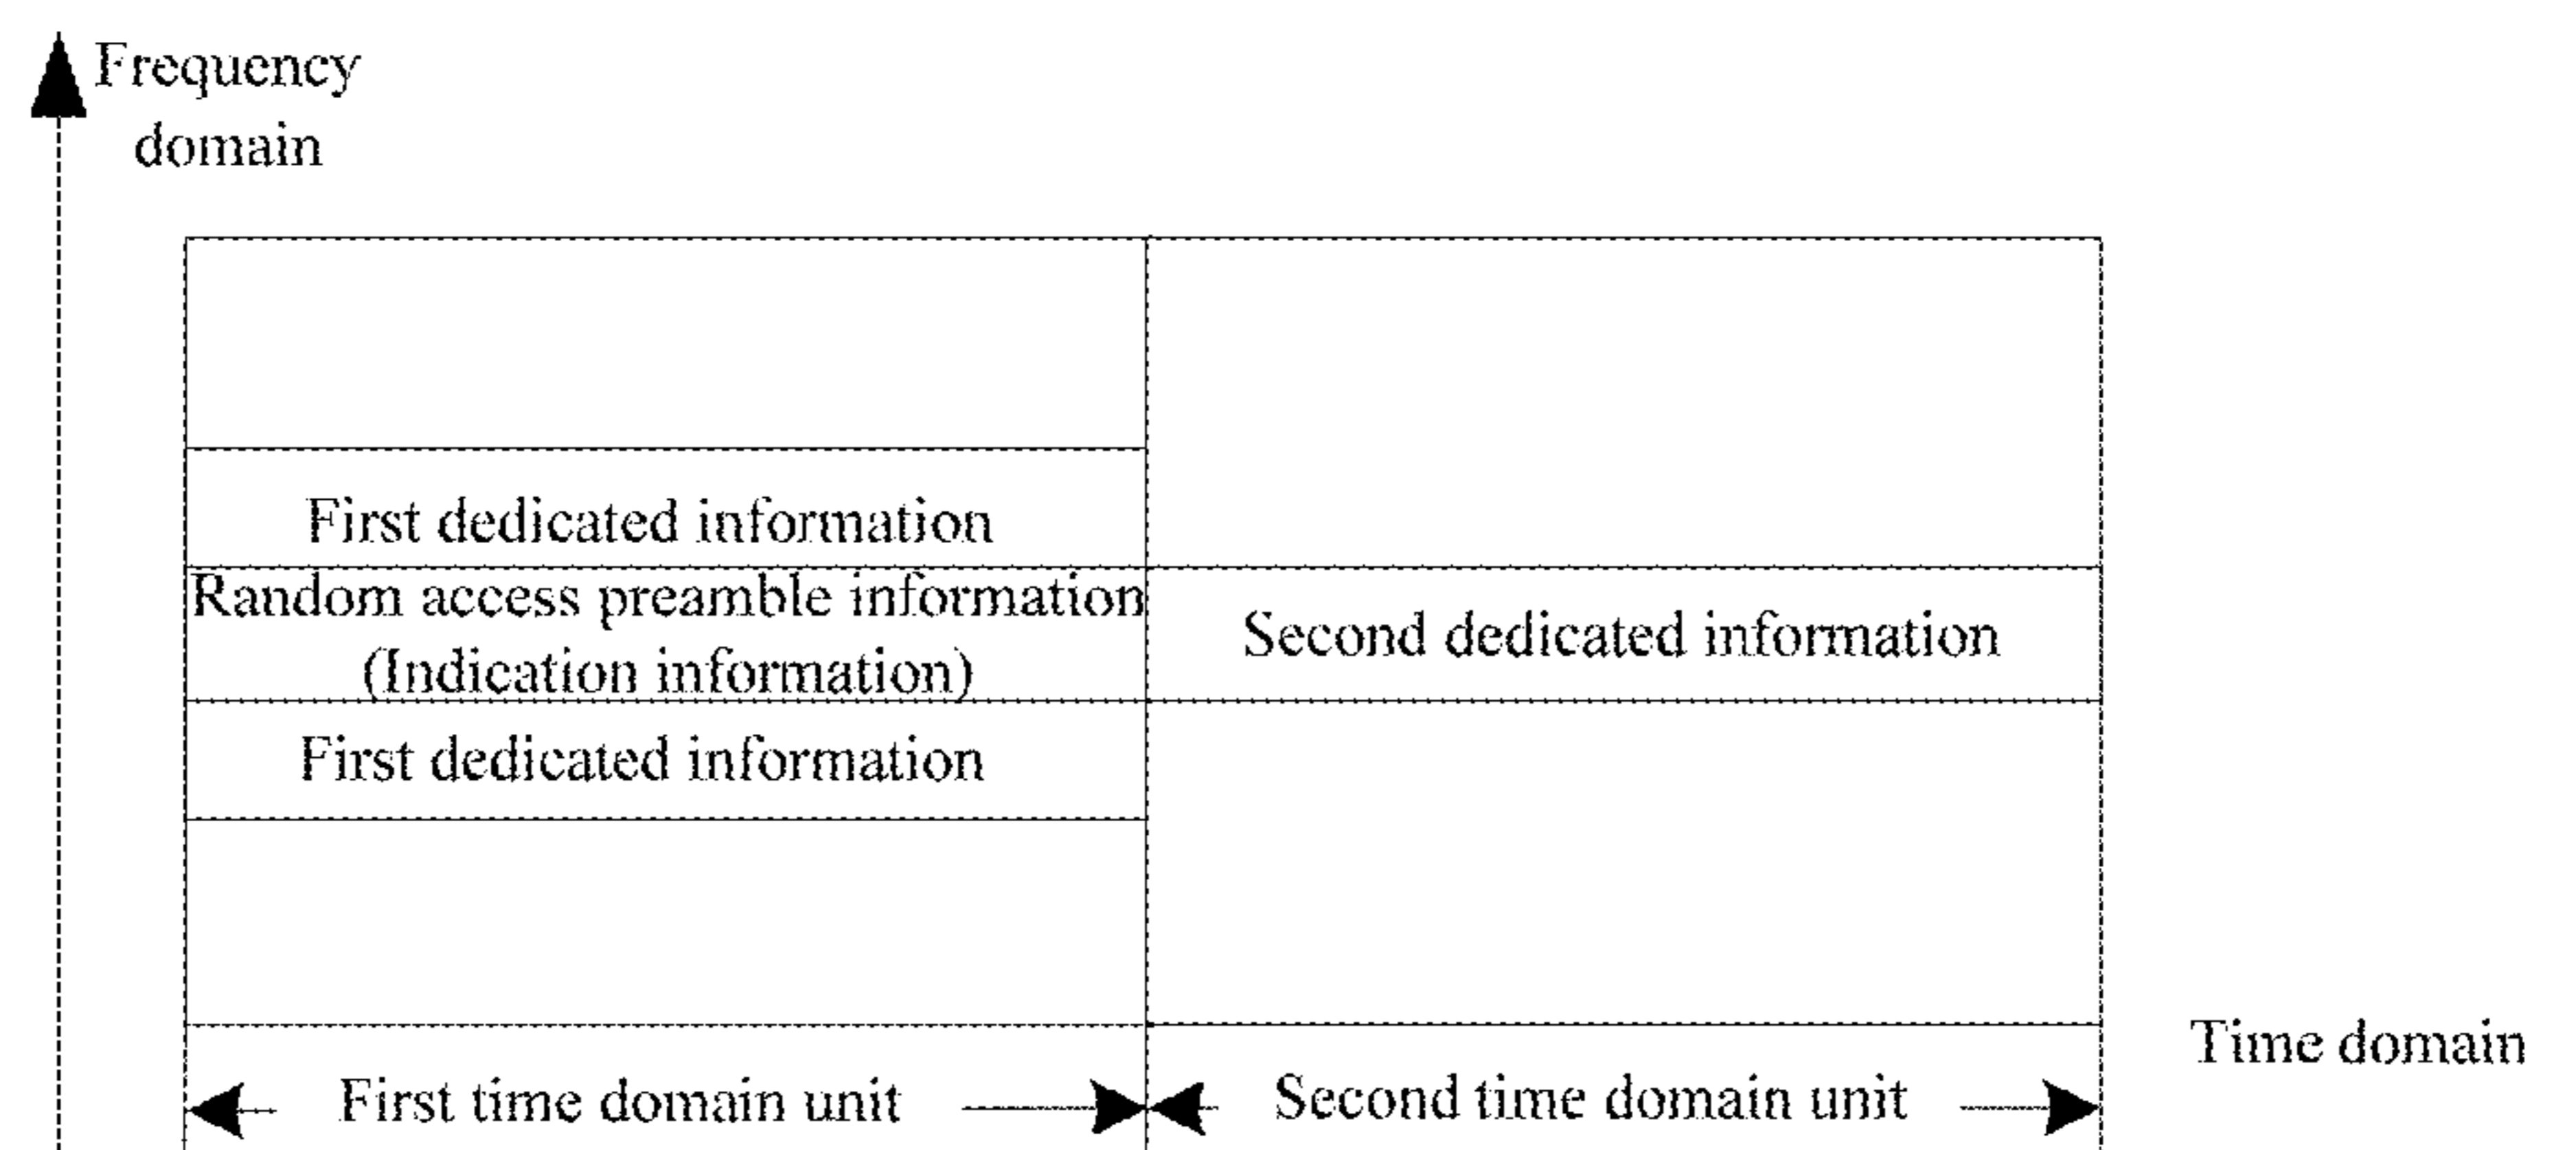 Frequency
domain
First dedicated information
Random access preamble information
(Indication information)
Second dedicated information
First dedicated information
Time domain
First time domain unit
Second time domain unit